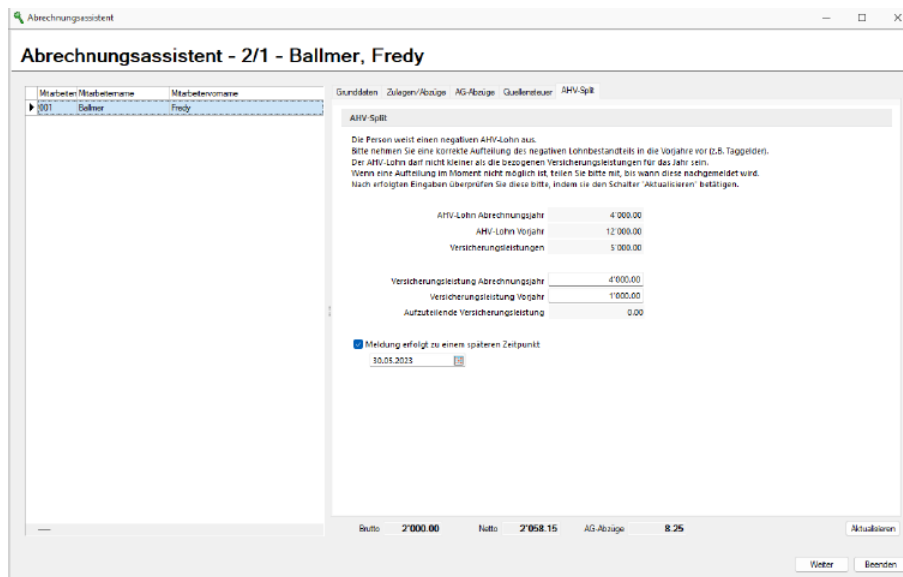 Abrechnungsassistent
Abrechnungsassistent - 2/1 - Ballmer, Fredy
Mitarbeiter Mitarbeitername Mitarbeitervorname
Ballmer Fredy
Grunddaten Zulagen/Abzüge AG-Abzüge Quellensteuer AHV-Split
AHV-Split
Die Person weist einen negativen AHV-Lohn aus.
Bitte nehmen Sie eine korrekte Aufteilung des negativen Lohnbestandteils in die Vorjahre vor (z.B. Taggelder).
Der AHV-Lohn darf nicht kleiner als die bezogenen Versicherungsleistungen für das Jahr sein.
Wenn eine Aufteilung im Moment nicht möglich ist, teilen Sie bitte mit, bis wann diese nachgemeldet wird.
Nach erfolgten Eingaben überprüfen Sie diese bitte, indem sie den Schalter 'Aktualisieren' betätigen.
AHV-Lohn Abrechnungsjahr 4'000.00
AHV-Lohn Vorjahr 12'000.00
Versicherungsleistungen 5'000.00
Versicherungsleistung Abrechnungsjahr 4'000.00
Versicherungsleistung Vorjahr 1'000.00
Aufzuteilende Versicherungsleistung 0.00
Meldung erfolgt zu einem späteren Zeitpunkt
30.05.2023
Brutto 2'000.00 Netto 2'058.15 AG-Abzüge 8.25 Aktualisieren
Weiter Beenden